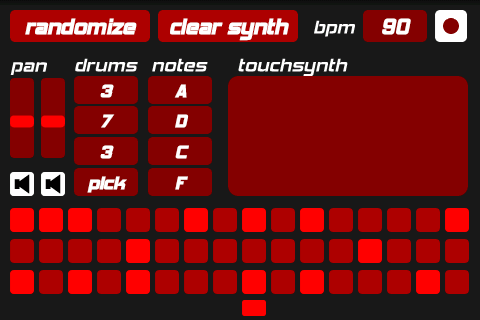 randomize clear synth bpm 90
pan drums notes touchsynth
3 A
7 D
3 C
pick F